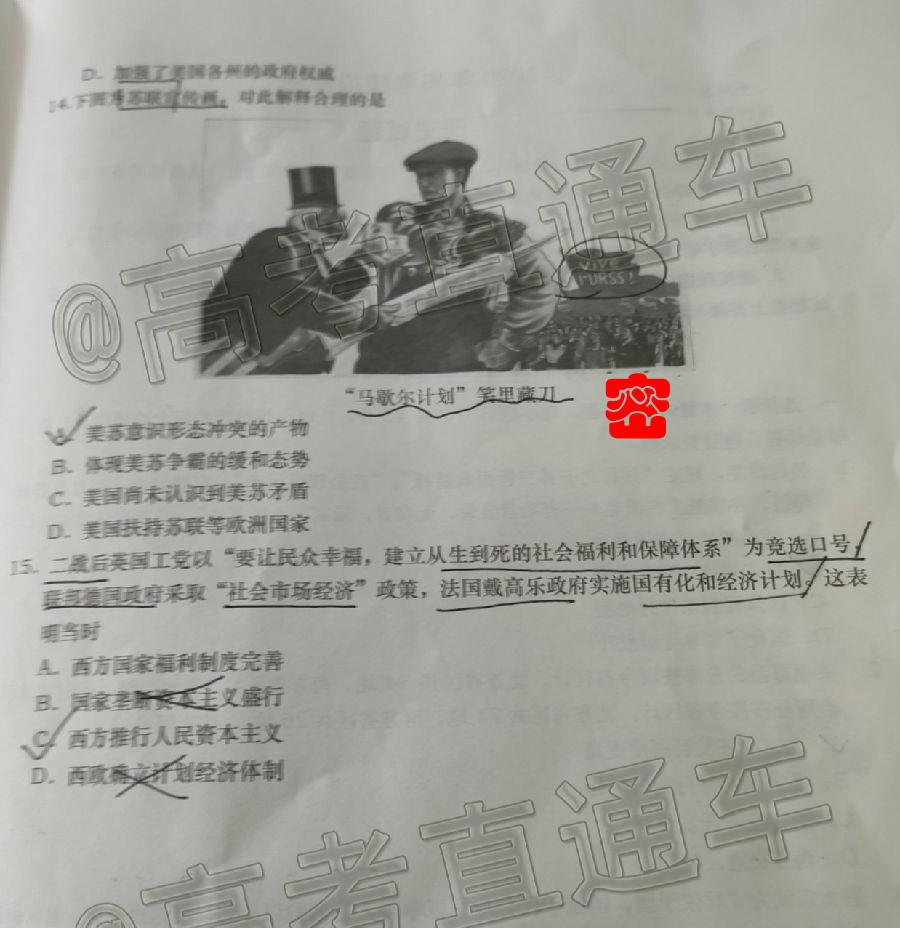 D. 加强了美国各州的政府权威
14. 下图为苏联宣传画。对此解释合理的是
@高考直通车
VIVE
l'URSS!
“马歇尔计划”笑里藏刀
A. 美苏意识形态冲突的产物
B. 体现美苏争霸的缓和态势
C. 美国尚未认识到美苏矛盾
D. 美国扶持苏联等欧洲国家
15. 二战后英国工党以“要让民众幸福，建立从生到死的社会福利和保障体系”为竞选口号，
联邦德国政府采取“社会市场经济”政策，法国戴高乐政府实施国有化和经济计划。这表
明当时
A. 西方国家福利制度完善
B. 国家垄断资本主义盛行
C. 西方推行人民资本主义
D. 西欧确立计划经济体制
@高考直通车